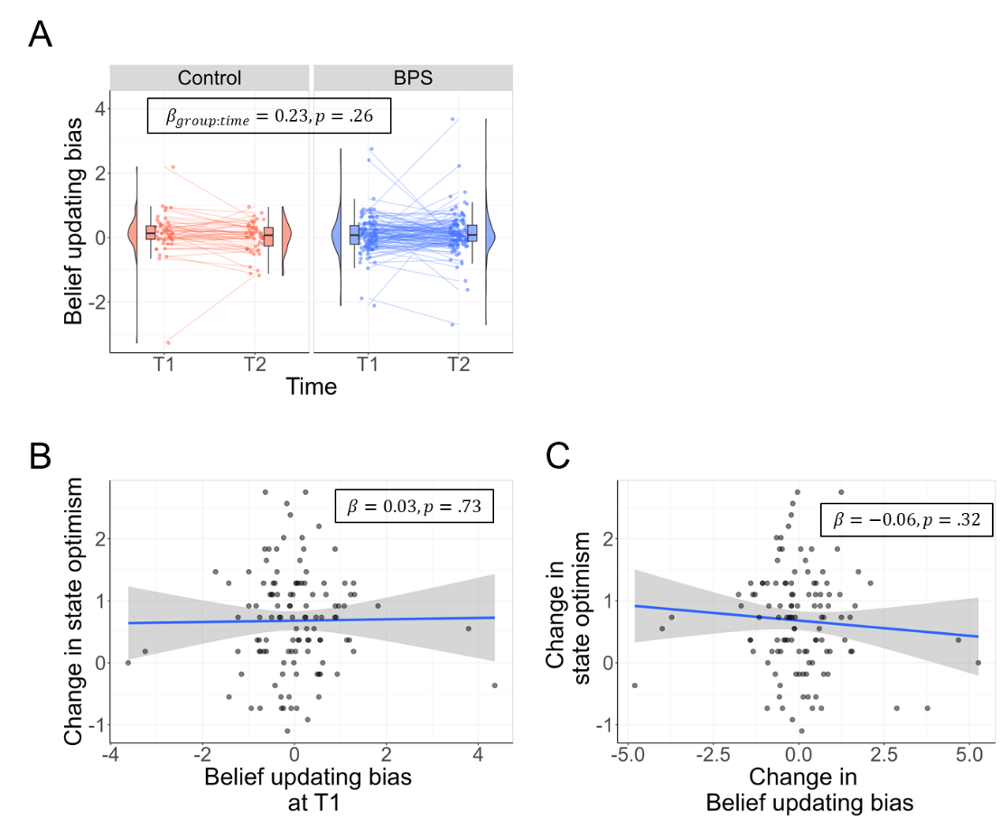 A
Control BPS
β_group:time = 0.23, p = .26
4
2
0
-2
Belief updating bias
T1 T2 T1 T2
Time
B
β = 0.03, p = .73
2
1
0
-1
Change in state optimism
-4 -2 0 2 4
Belief updating bias
at T1
C
β = −0.06, p = .32
2
1
0
-1
Change in
state optimism
-5.0 -2.5 0.0 2.5 5.0
Change in
Belief updating bias